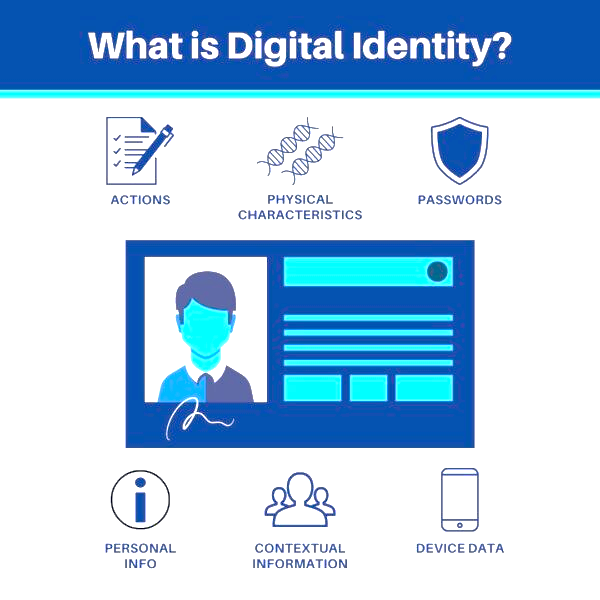 What is Digital Identity?
ACTIONS
PHYSICAL
CHARACTERISTICS
PASSWORDS
PERSONAL
INFO
CONTEXTUAL
INFORMATION
DEVICE DATA